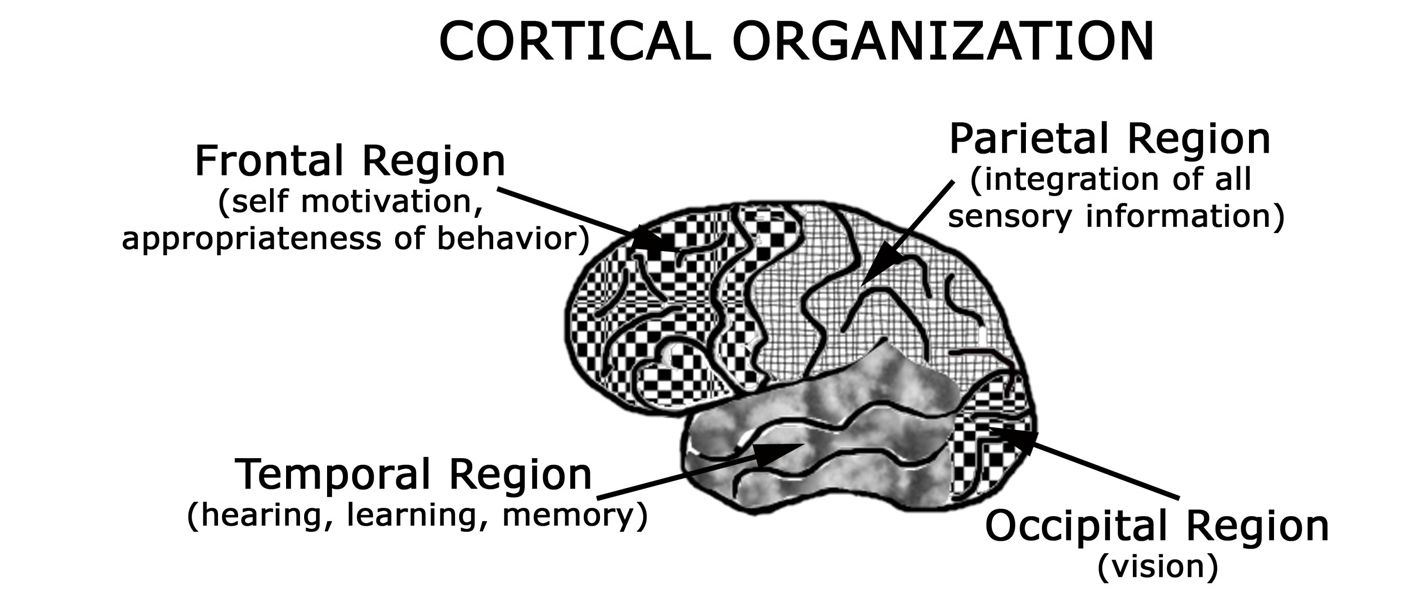 CORTICAL ORGANIZATION
Frontal Region
(self motivation,
appropriateness of behavior)
Parietal Region
(integration of all
sensory information)
Temporal Region
(hearing, learning, memory)
Occipital Region
(vision)